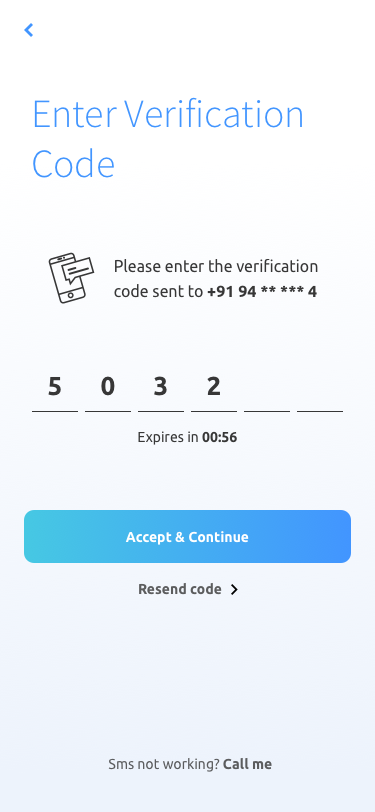 Enter Verification
Code
Please enter the verification
code sent to +91 94 ** *** 4
5 0 3 2
Expires in 00:56
Accept & Continue
Resend code
Sms not working? Call me